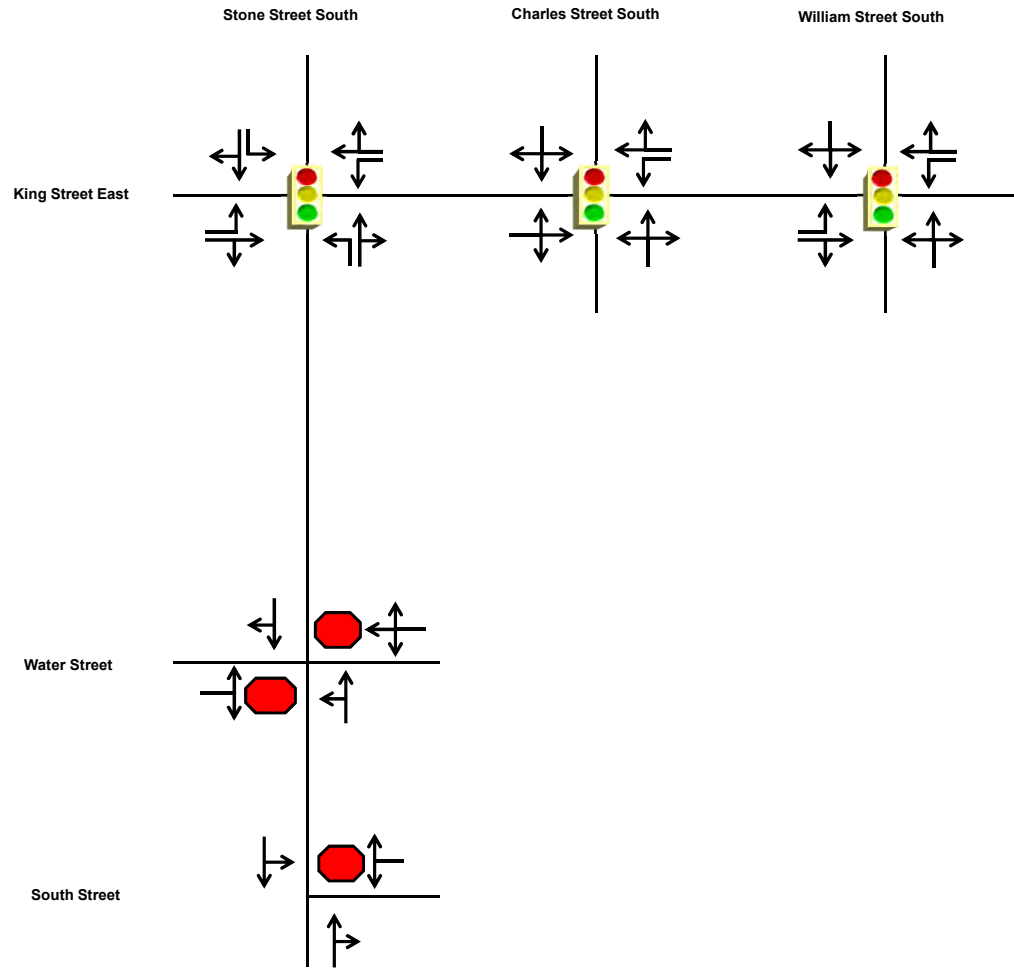 Stone Street South
Charles Street South
William Street South
King Street East
Water Street
South Street